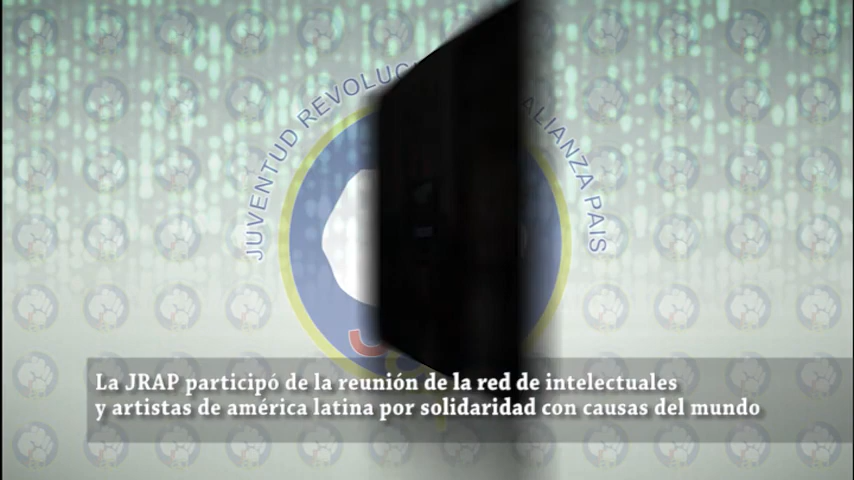 JUVENTUD REVOLUC
ALIANZA PAIS
La JRAP participó de la reunión de la red de intelectuales
y artistas de américa latina por solidaridad con causas del mundo